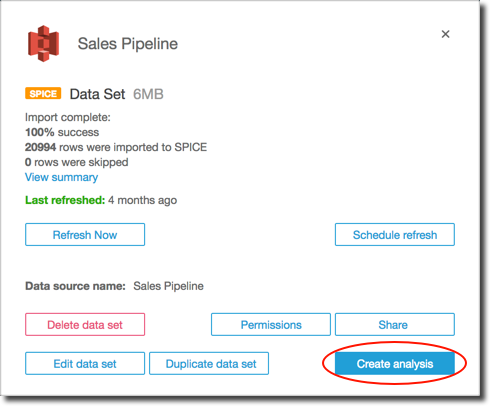 Sales Pipeline
SPICE Data Set 6MB
Import complete:
100% success
20994 rows were imported to SPICE
0 rows were skipped
View summary
Last refreshed: 4 months ago
Refresh Now Schedule refresh
Data source name: Sales Pipeline
Delete data set Permissions Share
Edit data set Duplicate data set Create analysis